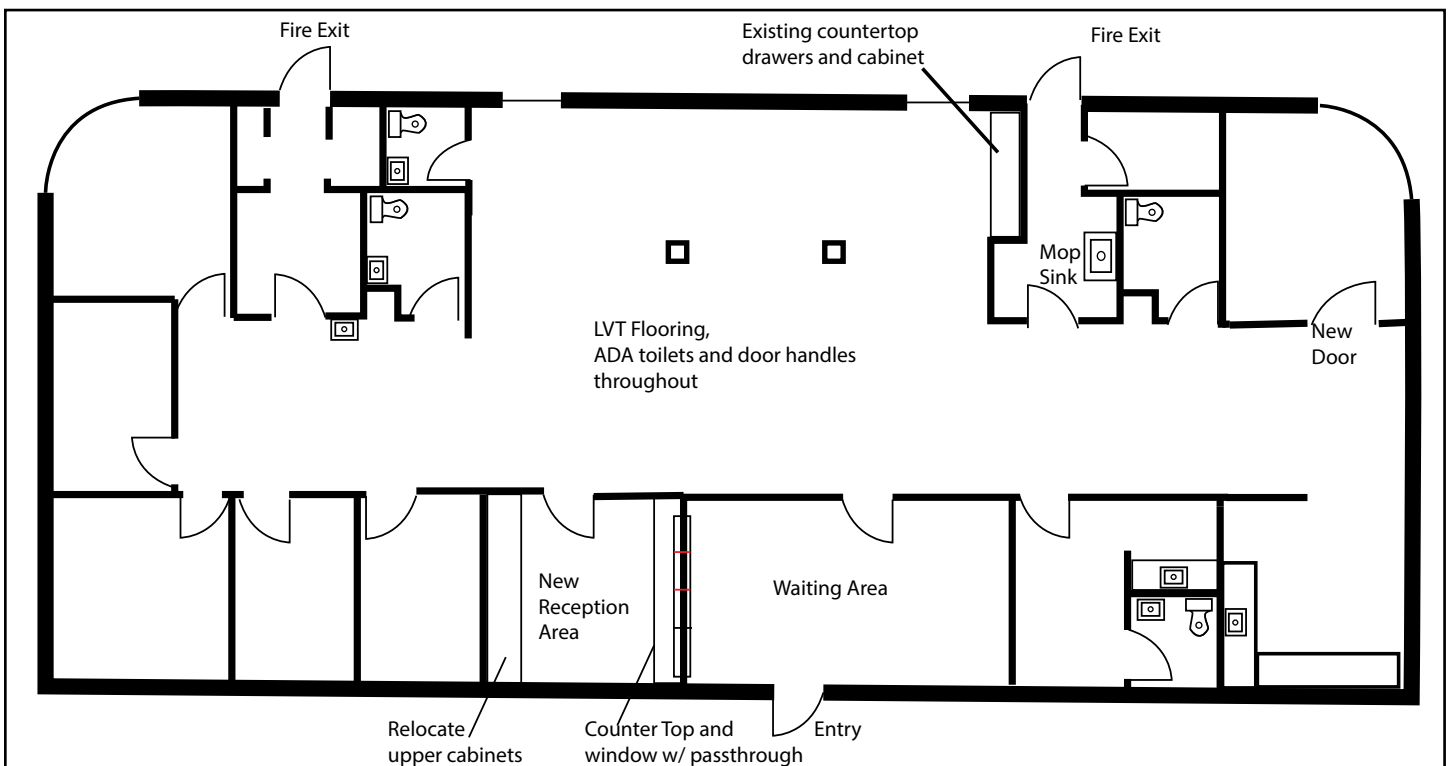 Fire Exit
Existing countertop
drawers and cabinet
Fire Exit
Mop
Sink
LVT Flooring,
ADA toilets and door handles
throughout
New
Door
New
Reception
Area
Waiting Area
Relocate
upper cabinets
Counter Top and
window w/ passthrough
Entry